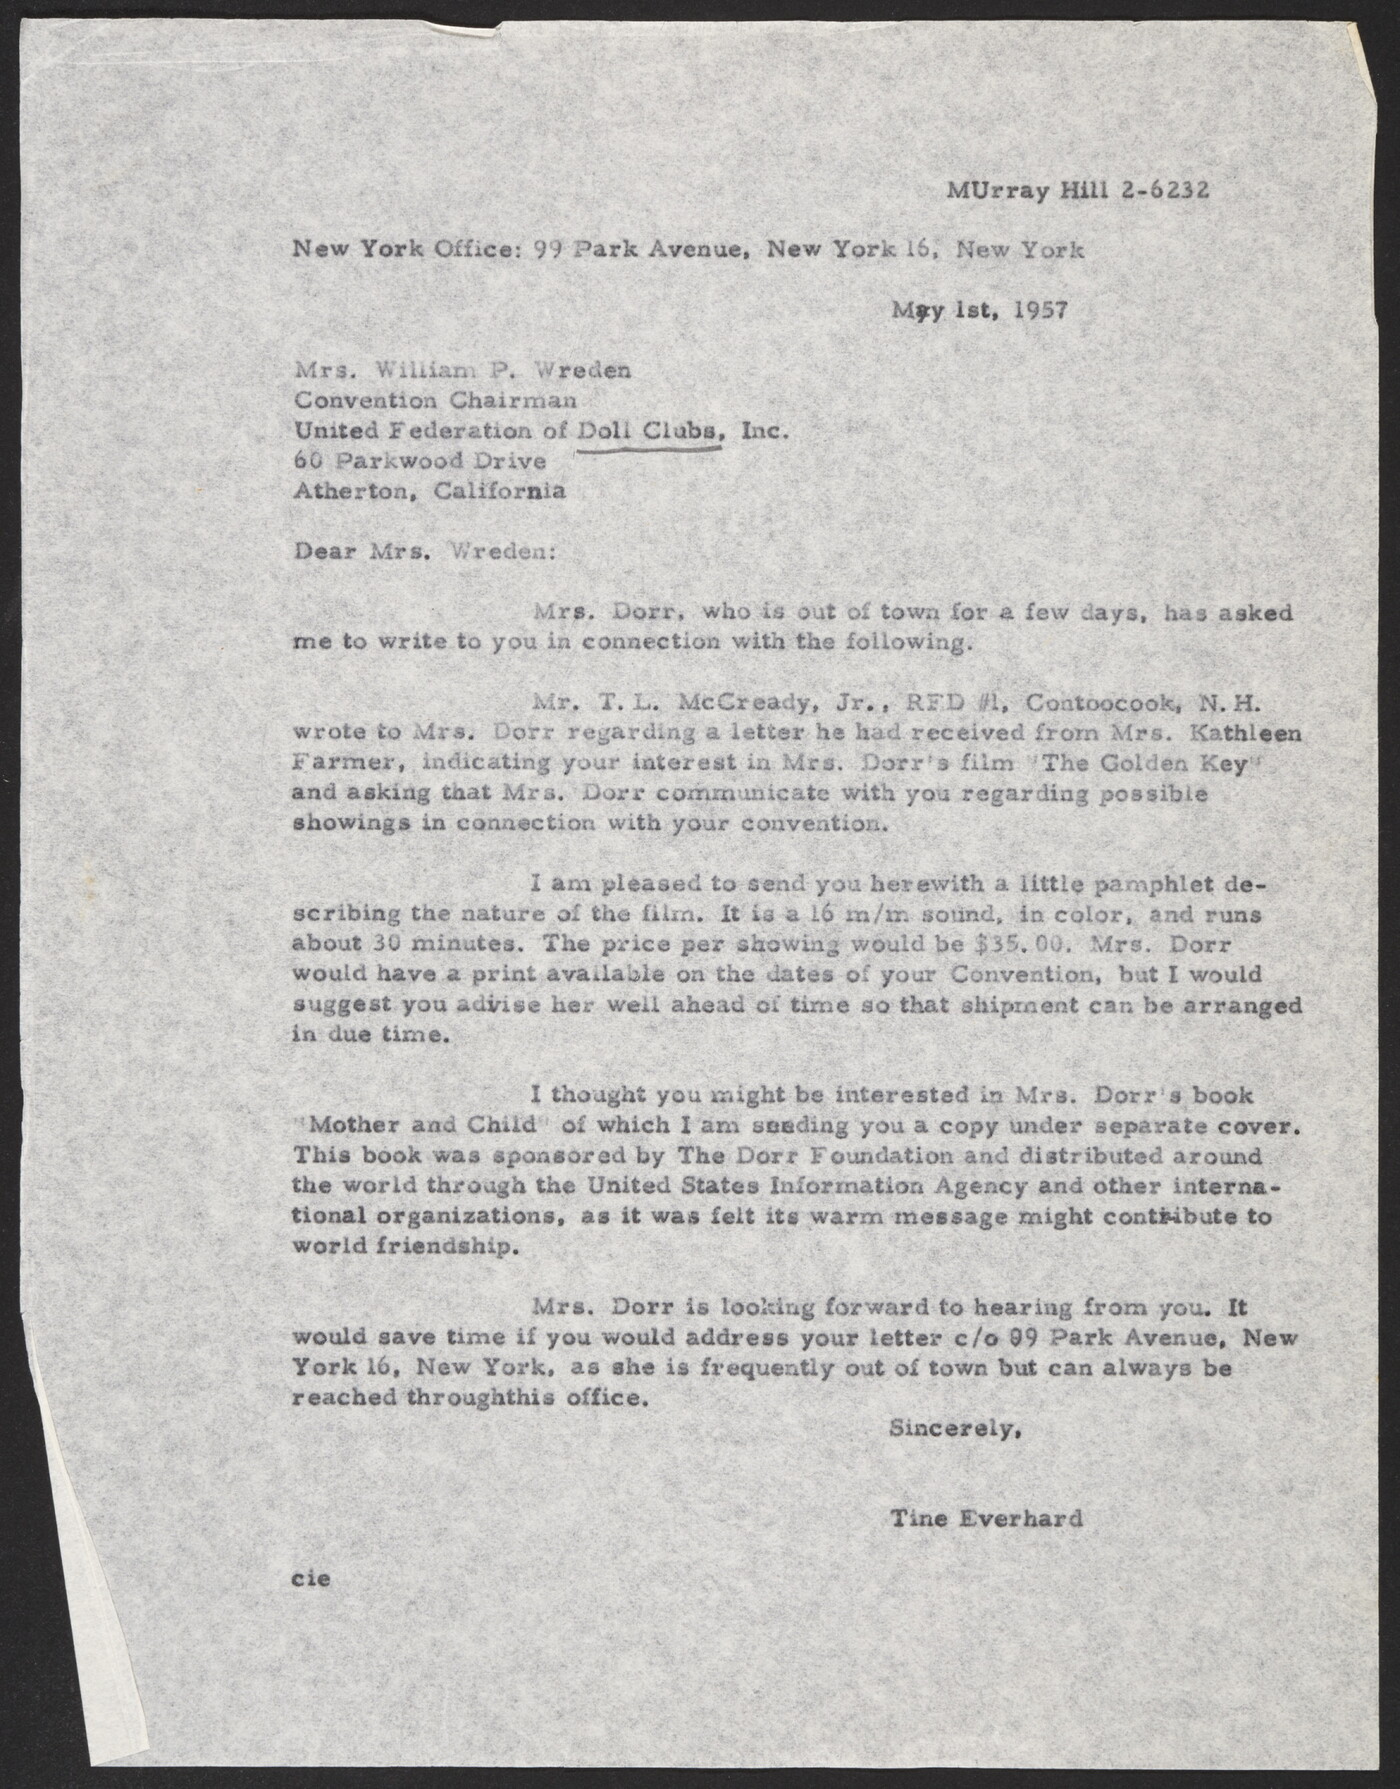 MUrray Hill 2-6232
New York Office: 99 Park Avenue, New York 16, New York
May 1st, 1957
Mrs. William P. Wreden
Convention Chairman
United Federation of Doll Clubs, Inc.
60 Parkwood Drive
Atherton, California
Dear Mrs. Wreden:
Mrs. Dorr, who is out of town for a few days, has asked
me to write to you in connection with the following.
Mr. T. L. McCready, Jr., RFD #1, Contoocook, N. H.
wrote to Mrs. Dorr regarding a letter he had received from Mrs. Kathleen
Farmer, indicating your interest in Mrs. Dorr's film "The Golden Key"
and asking that Mrs. Dorr communicate with you regarding possible
showings in connection with your convention.
I am pleased to send you herewith a little pamphlet de-
scribing the nature of the film. It is a 16 m/m sound, in color, and runs
about 30 minutes. The price per showing would be $35.00. Mrs. Dorr
would have a print available on the dates of your Convention, but I would
suggest you advise her well ahead of time so that shipment can be arranged
in due time.
I thought you might be interested in Mrs. Dorr's book
"Mother and Child" of which I am sending you a copy under separate cover.
This book was sponsored by The Dorr Foundation and distributed around
the world through the United States Information Agency and other interna-
tional organizations, as it was felt its warm message might contribute to
world friendship.
Mrs. Dorr is looking forward to hearing from you. It
would save time if you would address your letter c/o 99 Park Avenue, New
York 16, New York, as she is frequently out of town but can always be
reached throughthis office.
Sincerely,
Tine Everhard
cie